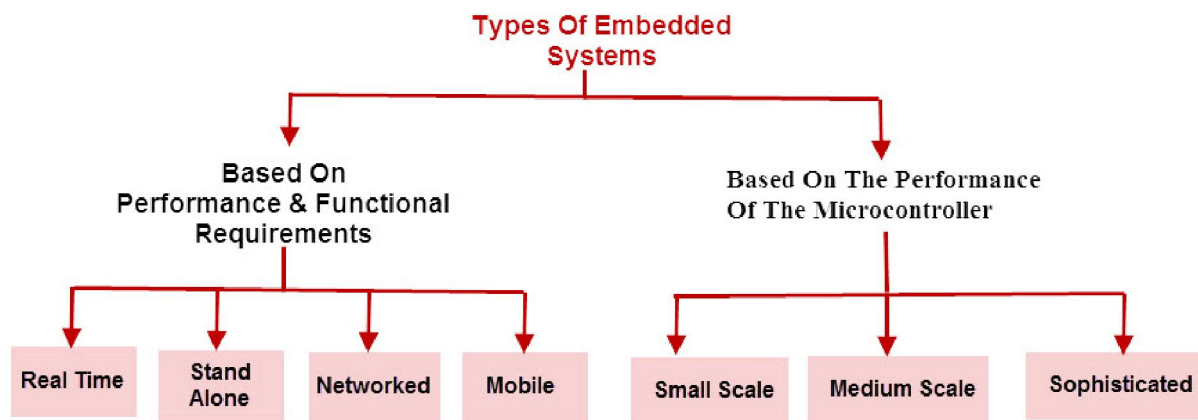 Types Of Embedded
Systems
Based On
Performance & Functional
Requirements
Based On The Performance
Of The Microcontroller
Real Time
Stand
Alone
Networked
Mobile
Small Scale
Medium Scale
Sophisticated